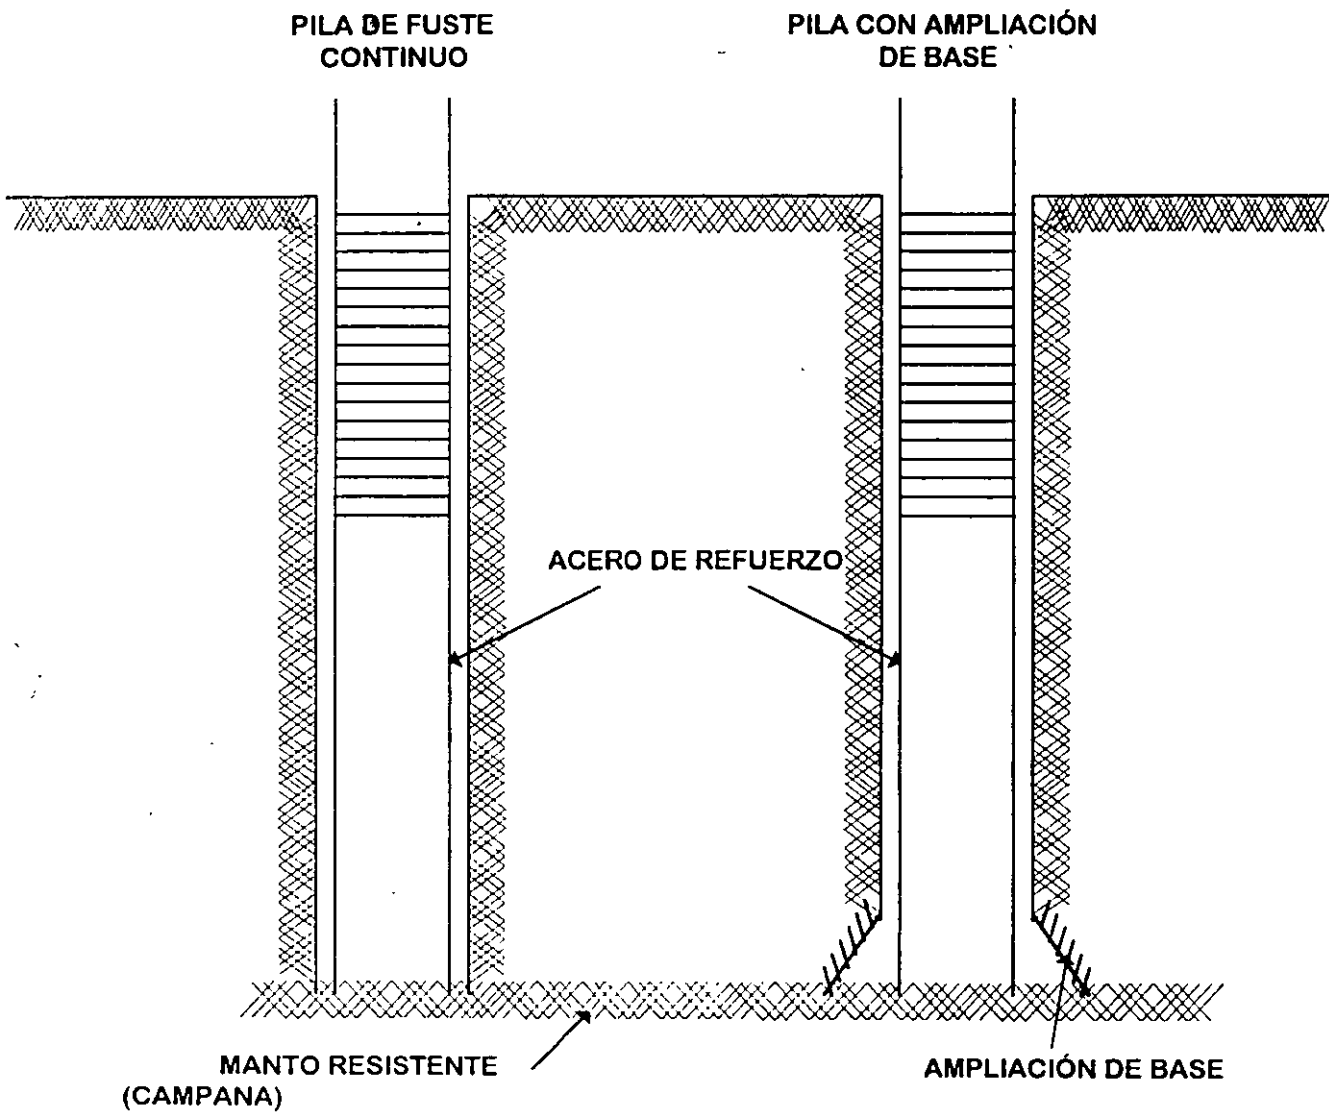 PILA DE FUSTE
CONTINUO
PILA CON AMPLIACIÓN
DE BASE
ACERO DE REFUERZO
MANTO RESISTENTE
(CAMPANA)
AMPLIACIÓN DE BASE